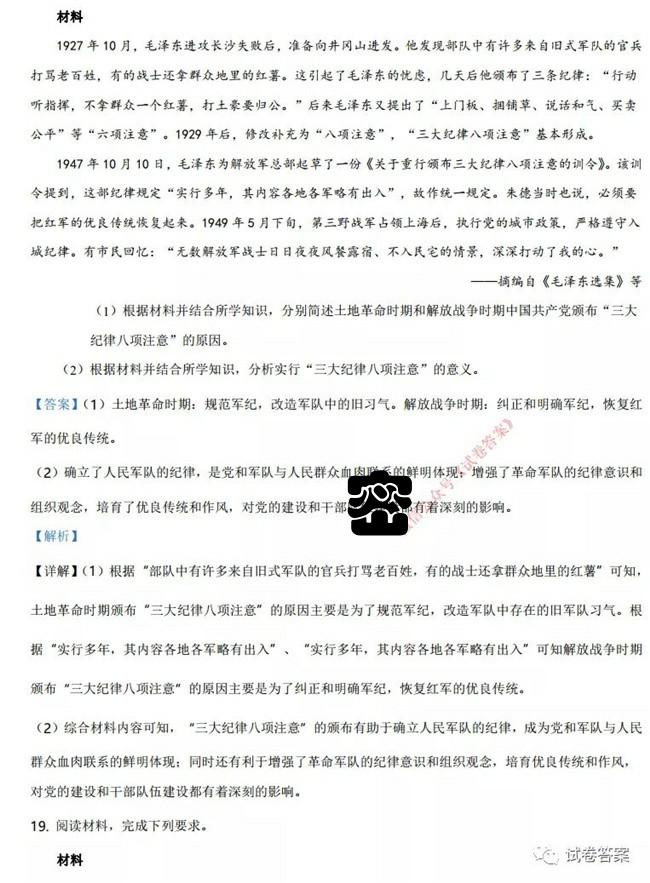 材料
1927 年 10 月，毛泽东进攻长沙失败后，准备向井冈山进发。他发现部队中有许多来自旧式军队的官兵
打骂老百姓，有的战士还拿群众地里的红薯。这引起了毛泽东的忧虑，几天后他颁布了三条纪律：“行动
听指挥，不拿群众一个红薯，打土豪要归公。”后来毛泽东又提出了“上门板、捆铺草、说话和气、买卖
公平”等“六项注意”。1929 年后，修改补充为“八项注意”，“三大纪律八项注意”基本形成。
1947 年 10 月 10 日，毛泽东为解放军总部起草了一份《关于重行颁布三大纪律八项注意的训令》。该训
令提到，这部纪律规定“实行多年，其内容各地各军略有出入”，故作统一规定。朱德当时也说，必须要
把红军的优良传统恢复起来。1949 年 5 月下旬，第三野战军占领上海后，执行党的城市政策，严格遵守入
城纪律。有市民回忆：“无数解放军战士日日夜夜风餐露宿、不入民宅的情景，深深打动了我的心。”
——摘编自《毛泽东选集》等
（1）根据材料并结合所学知识，分别简述土地革命时期和解放战争时期中国共产党颁布“三大
纪律八项注意”的原因。
（2）根据材料并结合所学知识，分析实行“三大纪律八项注意”的意义。
【答案】（1）土地革命时期：规范军纪，改造军队中的旧习气。解放战争时期：纠正和明确军纪，恢复红
军的优良传统。
（2）确立了人民军队的纪律，是党和军队与人民群众血肉联系的鲜明体现；增强了革命军队的纪律意识和
组织观念，培育了优良传统和作风，对党的建设和干部 都有着深刻的影响。
【解析】
【详解】（1）根据“部队中有许多来自旧式军队的官兵打骂老百姓，有的战士还拿群众地里的红薯”可知，
土地革命时期颁布“三大纪律八项注意”的原因主要是为了规范军纪，改造军队中存在的旧军队习气。根
据“实行多年，其内容各地各军略有出入”、“实行多年，其内容各地各军略有出入”可知解放战争时期
颁布“三大纪律八项注意”的原因主要是为了纠正和明确军纪，恢复红军的优良传统。
（2）综合材料内容可知，“三大纪律八项注意”的颁布有助于确立人民军队的纪律，成为党和军队与人民
群众血肉联系的鲜明体现；同时还有利于增强了革命军队的纪律意识和组织观念，培育优良传统和作风，
对党的建设和干部队伍建设都有着深刻的影响。
19. 阅读材料，完成下列要求。
材料
试卷答案
众号《试卷答案》